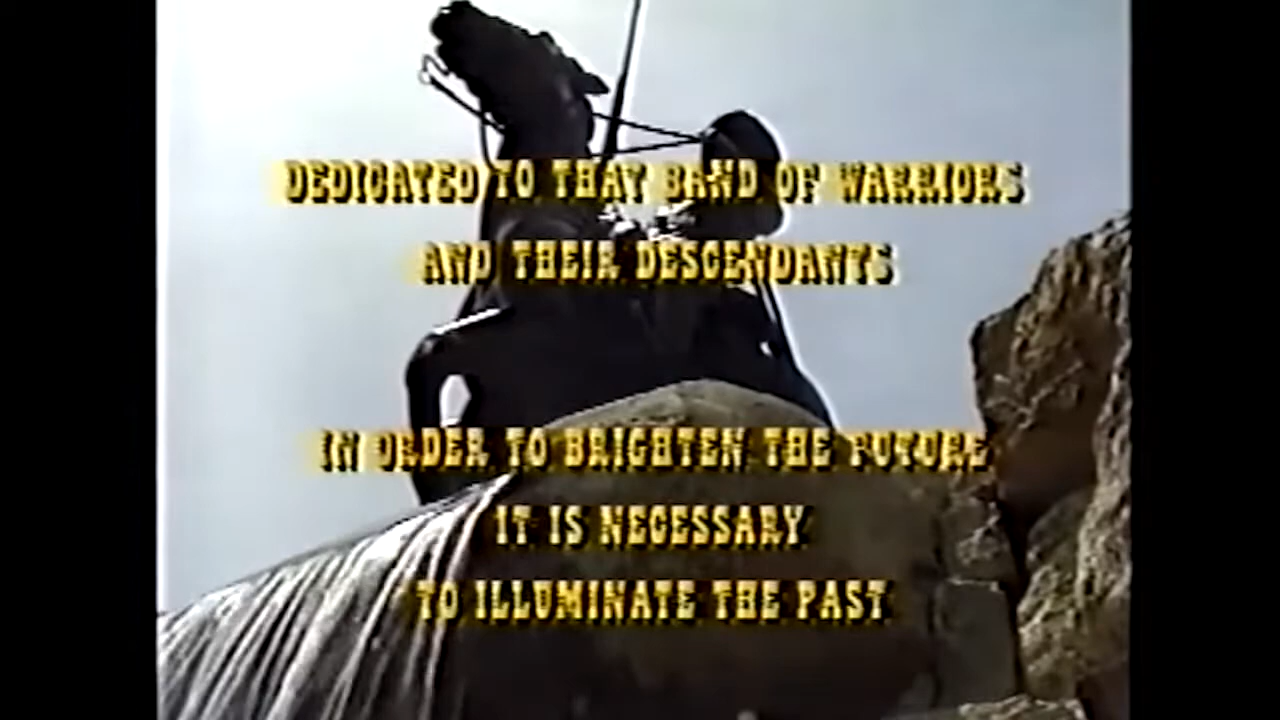 DEDICATED TO THAT BAND OF WARRIORS
AND THEIR DESCENDANTS
IN ORDER TO BRIGHTEN THE FUTURE
IT IS NECESSARY
TO ILLUMINATE THE PAST